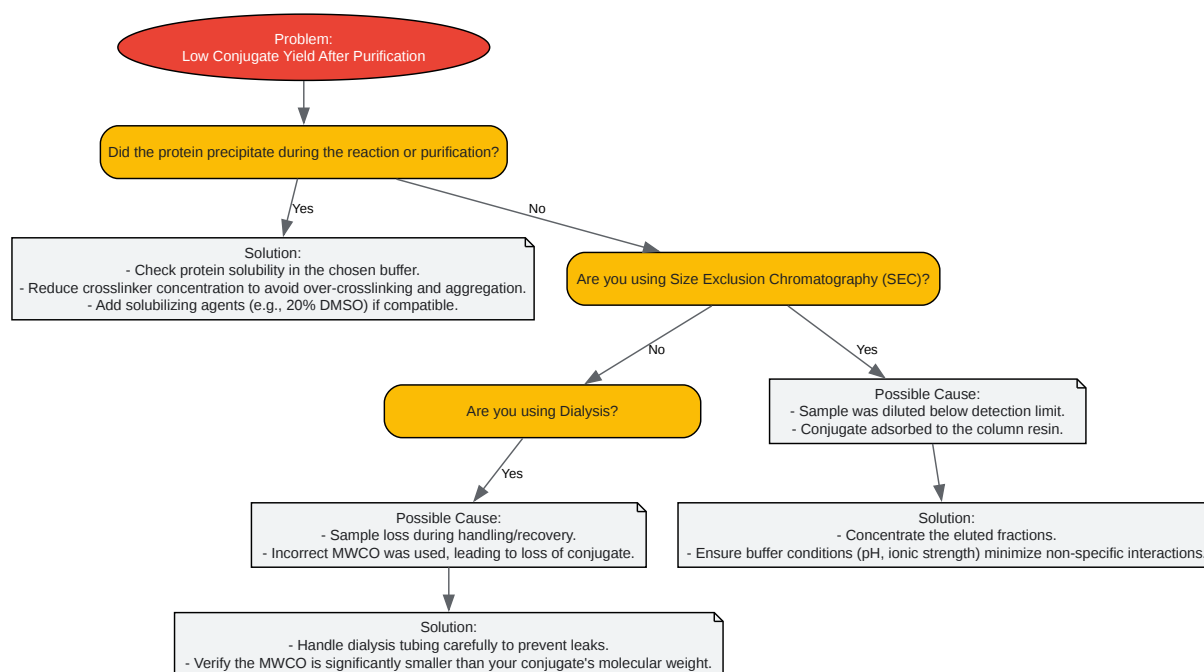 Problem:
Low Conjugate Yield After Purification
Did the protein precipitate during the reaction or purification?
Yes
No
Solution:
- Check protein solubility in the chosen buffer.
- Reduce crosslinker concentration to avoid over-crosslinking and aggregation.
- Add solubilizing agents (e.g., 20% DMSO) if compatible.
Are you using Size Exclusion Chromatography (SEC)?
No
Yes
Are you using Dialysis?
Possible Cause:
- Sample was diluted below detection limit.
- Conjugate adsorbed to the column resin.
Yes
Possible Cause:
- Sample loss during handling/recovery.
- Incorrect MWCO was used, leading to loss of conjugate.
Solution:
- Concentrate the eluted fractions.
- Ensure buffer conditions (pH, ionic strength) minimize non-specific interactions.
Solution:
- Handle dialysis tubing carefully to prevent leaks.
- Verify the MWCO is significantly smaller than your conjugate's molecular weight.